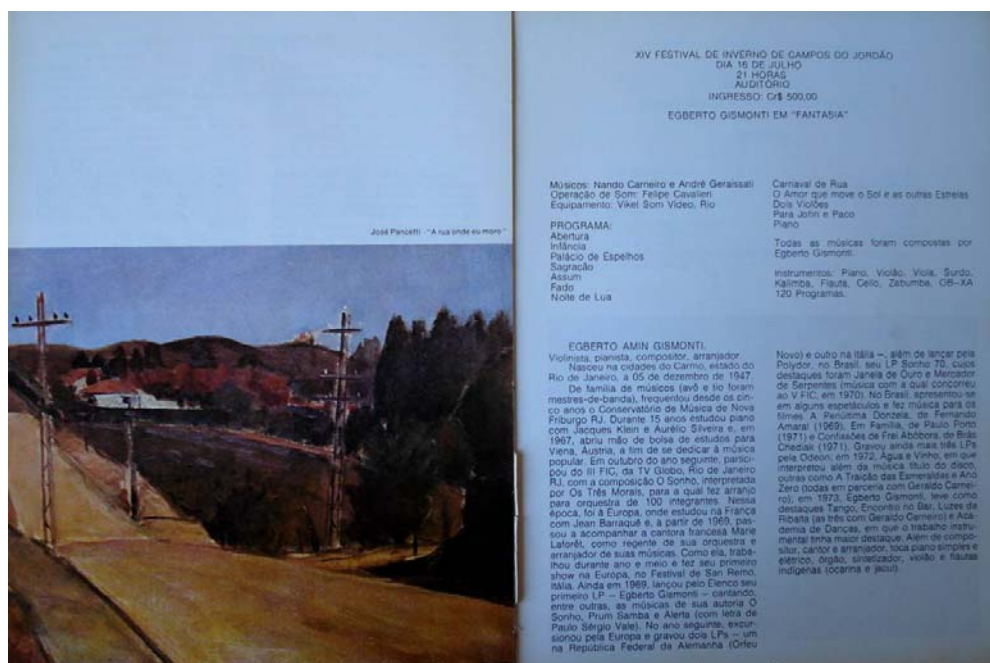 José Pancetti - "A rua onde eu moro"
XIV FESTIVAL DE INVERNO DE CAMPOS DO JORDÃO
DIA 16 DE JULHO
21 HORAS
AUDITÓRIO
INGRESSO: Cr$ 500,00
EGBERTO GISMONTI EM "FANTASIA"
Músicos: Nando Carneiro e André Geraissati
Operação de Som: Felipe Cavalieri
Equipamento: Viket Som Vídeo, Rio
PROGRAMA:
Abertura
Infância
Palácio de Espelhos
Sagração
Assum
Fado
Noite de Lua
Carnaval de Rua
O Amor que move o Sol e as outras Estrelas
Dois Violões
Para John e Paco
Piano
Todas as músicas foram compostas por
Egberto Gismonti.
Instrumentos: Piano, Violão, Viola, Surdo,
Kalimba, Flauta, Cello, Zabumba, OB-XA
120 Programas.
EGBERTO AMIN GISMONTI.
Violinista, pianista, compositor, arranjador
Nasceu na cidades do Carmo, estado do
Rio de Janeiro, a 05 de dezembro de 1947.
De família de músicos (avô e tio foram
mestres-de-banda), frequentou desde os cin-
co anos o Conservatório de Música de Nova
Friburgo RJ. Durante 15 anos estudou piano
com Jacques Klein e Aurélio Silveira e, em
1967, abriu mão de bolsa de estudos para
Viena, Áustria, a fim de se dedicar à música
popular. Em outubro do ano seguinte, partici-
pou do III FIC, da TV Globo, Rio de Janeiro
RJ, com a composição O Sonho, interpretada
por Os Três Morais, para a qual fez arranjo
para orquestra de 100 integrantes. Nessa
época, foi à Europa, onde estudou na França
com Jean Barraqué e, a partir de 1969, pas-
sou a acompanhar a cantora francesa Marie
Laforêt, como regente de sua orquestra e
arranjador de suas músicas. Como ela, traba-
lhou durante ano e meio e fez seu primeiro
show na Europa, no Festival de San Remo,
Itália. Ainda em 1969, lançou pelo Elenco seu
primeiro LP — Egberto Gismonti — cantando,
entre outras, as músicas de sua autoria O
Sonho, Prum Samba e Alerta (com letra de
Paulo Sérgio Vale). No ano seguinte, excur-
sionou pela Europa e gravou dois LPs — um
na República Federal da Alemanha (Orfeu
Novo) e outro na Itália —, além de lançar pela
Polydor, no Brasil, seu LP Sonho 70, cujos
destaques foram Janela de Ouro e Mercador
de Serpentes (música com a qual concorreu
ao V FIC, em 1970). No Brasil, apresentou-se
em alguns espetáculos e fez música para os
filmes A Penúltima Donzela, de Fernando
Amaral (1969), Em Família, de Paulo Porto
(1971) e Confissões de Frei Abóbora, de Brás
Chediak (1971). Gravou ainda mais três LPs
pela Odeon: em 1972, Água e Vinho, em que
interpretou além da música título do disco,
outras como A Traição das Esmeraldas e Ano
Zero (todas em parceria com Geraldo Carnei-
ro); em 1973, Egberto Gismonti, teve como
destaques Tango, Encontro no Bar, Luzes da
Ribalta (as três com Geraldo Carneiro) e Aca-
demia de Danças, em que o trabalho instru-
mental tinha maior destaque. Além de compo-
sitor, cantor e arranjador, toca piano simples e
elétrico, órgão, sintetizador, violão e flautas
indígenas (ocarina e jacuí).